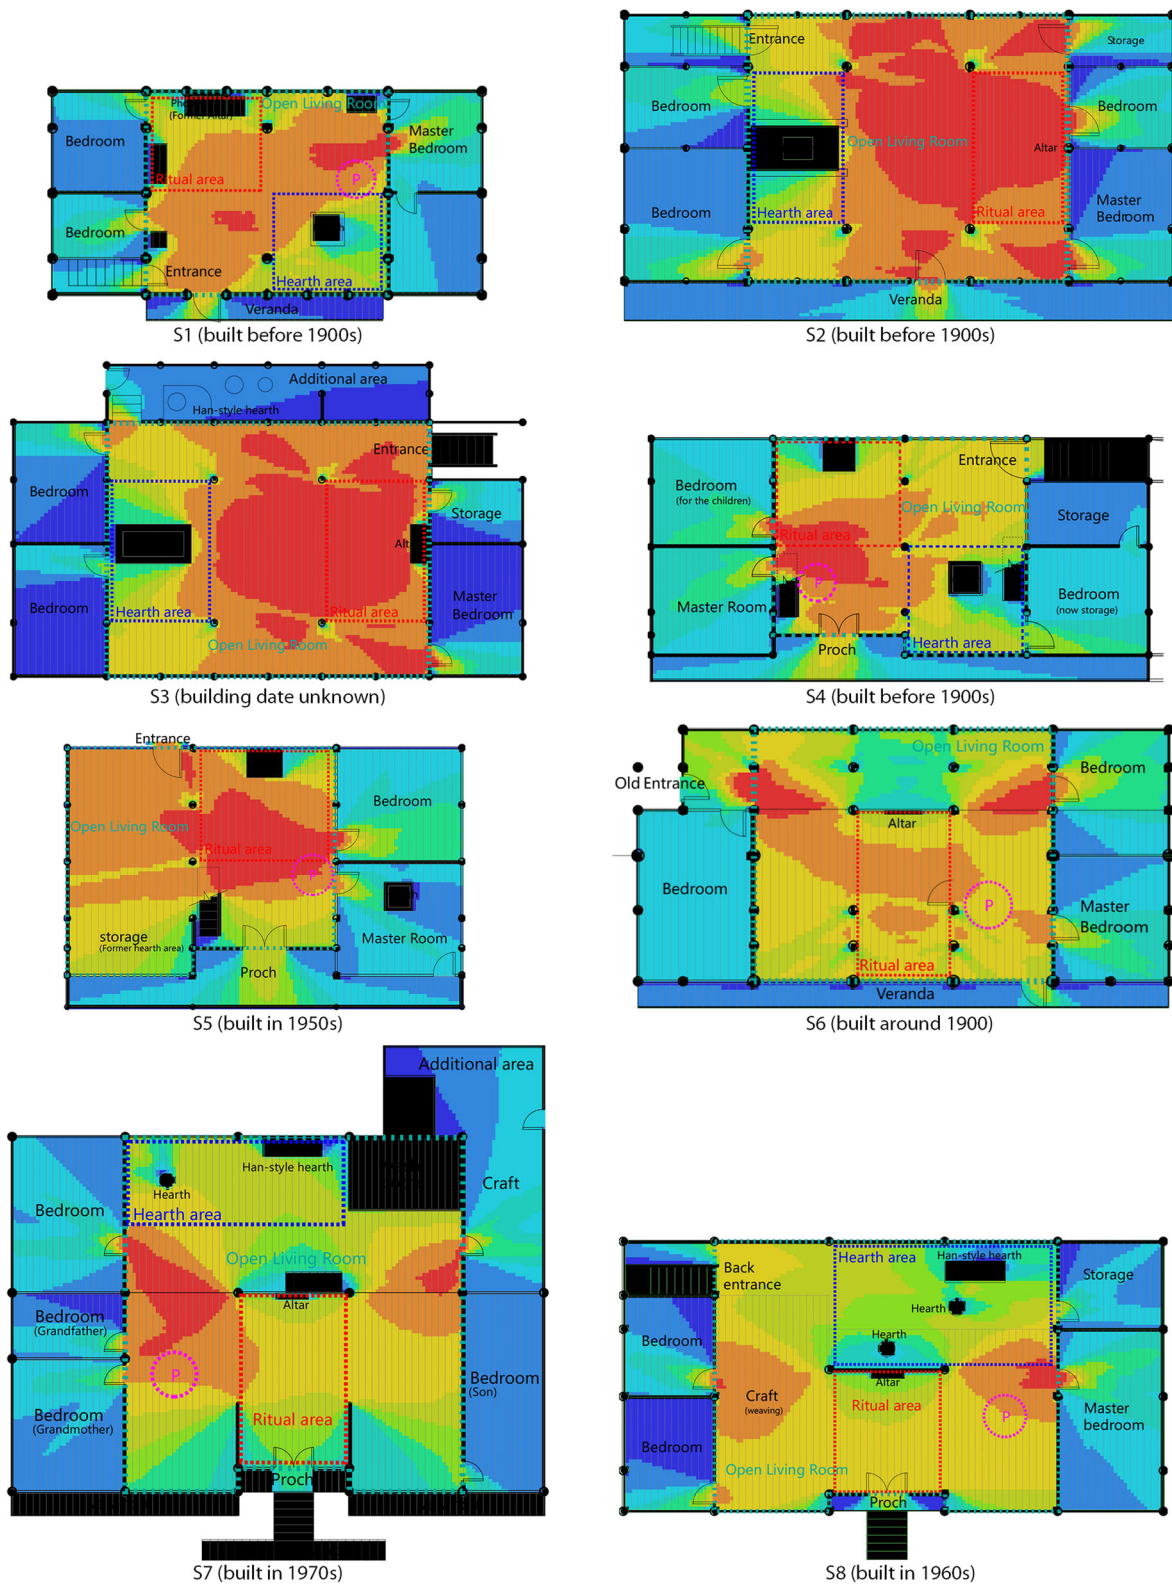 Open Living Room
(Former Altar)
Bedroom
Master
Bedroom
P
Ritual area
Bedroom
Entrance
Hearth area
Veranda
S1 (built before 1900s)
Entrance
Storage
Bedroom
Bedroom
Open Living Room
Altar
Bedroom
Master
Bedroom
Hearth area
Ritual area
Veranda
S2 (built before 1900s)
Additional area
Han-style hearth
Entrance
Bedroom
Storage
Bedroom
Master
Bedroom
Hearth area
Ritual area
Open Living Room
S3 (building date unknown)
Entrance
Bedroom
(for the children)
Open Living Room
Storage
Ritual area
P
Master Room
Bedroom
(now storage)
Hearth area
Proch
S4 (built before 1900s)
Entrance
Bedroom
Open Living Room
Ritual area
P
storage
(Former hearth area)
Master Room
Proch
S5 (built in 1950s)
Open Living Room
Bedroom
Old Entrance
Altar
Bedroom
P
Master
Bedroom
Ritual area
Veranda
S6 (built around 1900)
Additional area
Han-style hearth
Hearth
Craft
Hearth area
Bedroom
Open Living Room
Altar
Bedroom
(Grandfather)
P
Bedroom
(Son)
Bedroom
(Grandmother)
Ritual area
Proch
S7 (built in 1970s)
Hearth area
Han-style hearth
Back
entrance
Storage
Hearth
Bedroom
Hearth
Altar
Craft
(weaving)
Ritual area
P
Master
bedroom
Bedroom
Open Living Room
Proch
S8 (built in 1960s)